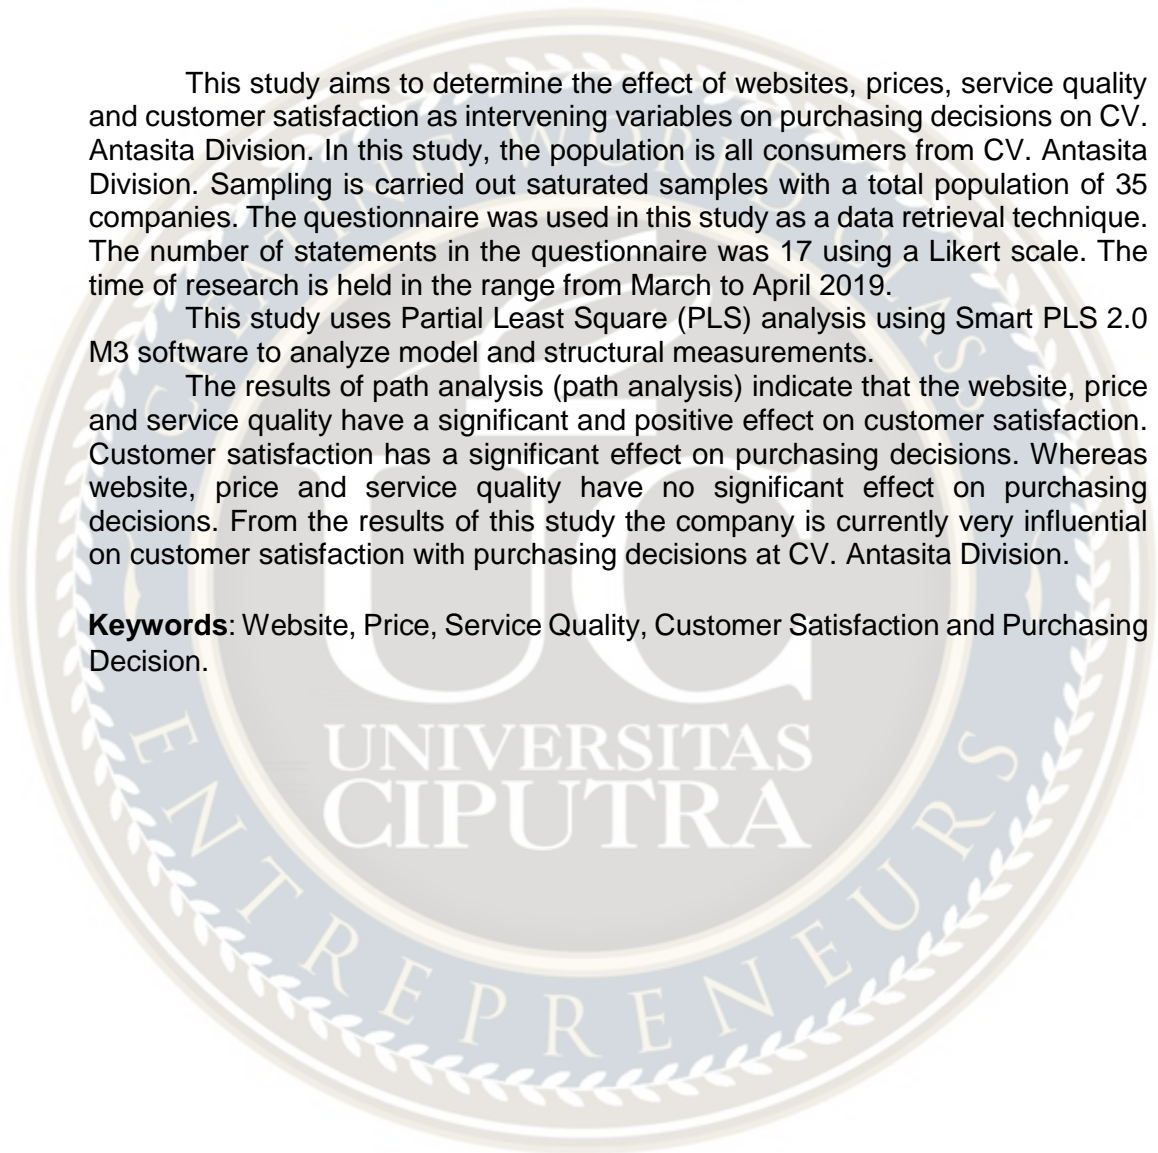 This study aims to determine the effect of websites, prices, service quality
and customer satisfaction as intervening variables on purchasing decisions on CV.
Antasita Division. In this study, the population is all consumers from CV. Antasita
Division. Sampling is carried out saturated samples with a total population of 35
companies. The questionnaire was used in this study as a data retrieval technique.
The number of statements in the questionnaire was 17 using a Likert scale. The
time of research is held in the range from March to April 2019.
This study uses Partial Least Square (PLS) analysis using Smart PLS 2.0
M3 software to analyze model and structural measurements.
The results of path analysis (path analysis) indicate that the website, price
and service quality have a significant and positive effect on customer satisfaction.
Customer satisfaction has a significant effect on purchasing decisions. Whereas
website, price and service quality have no significant effect on purchasing
decisions. From the results of this study the company is currently very influential
on customer satisfaction with purchasing decisions at CV. Antasita Division.
Keywords: Website, Price, Service Quality, Customer Satisfaction and Purchasing
Decision.
CREATING WORLD CLASS
UC
UNIVERSITAS
CIPUTRA
ENTREPRENEURS